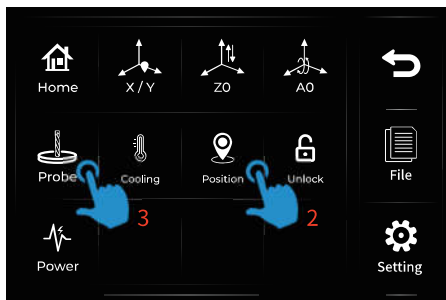 Home
X / Y
Z0
A0
Probe
Cooling
Position
Unlock
File
3
2
Power
Setting